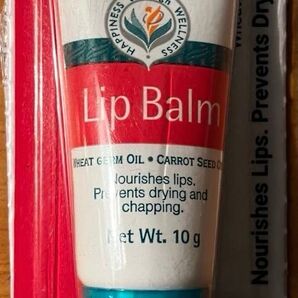 HAPPINESS WELLNESS
Lip Balm
WHEAT GERM OIL • CARROT SEED
Nourishes lips.
Prevents drying and
chapping.
Net Wt. 10 g
Nourishes Lips. Prevents Dry